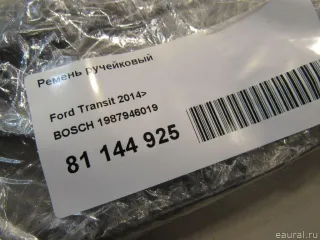 Ремень ручейковый
Ford Transit 2014>
BOSCH 1987946019
81 144 925
eaural.ru